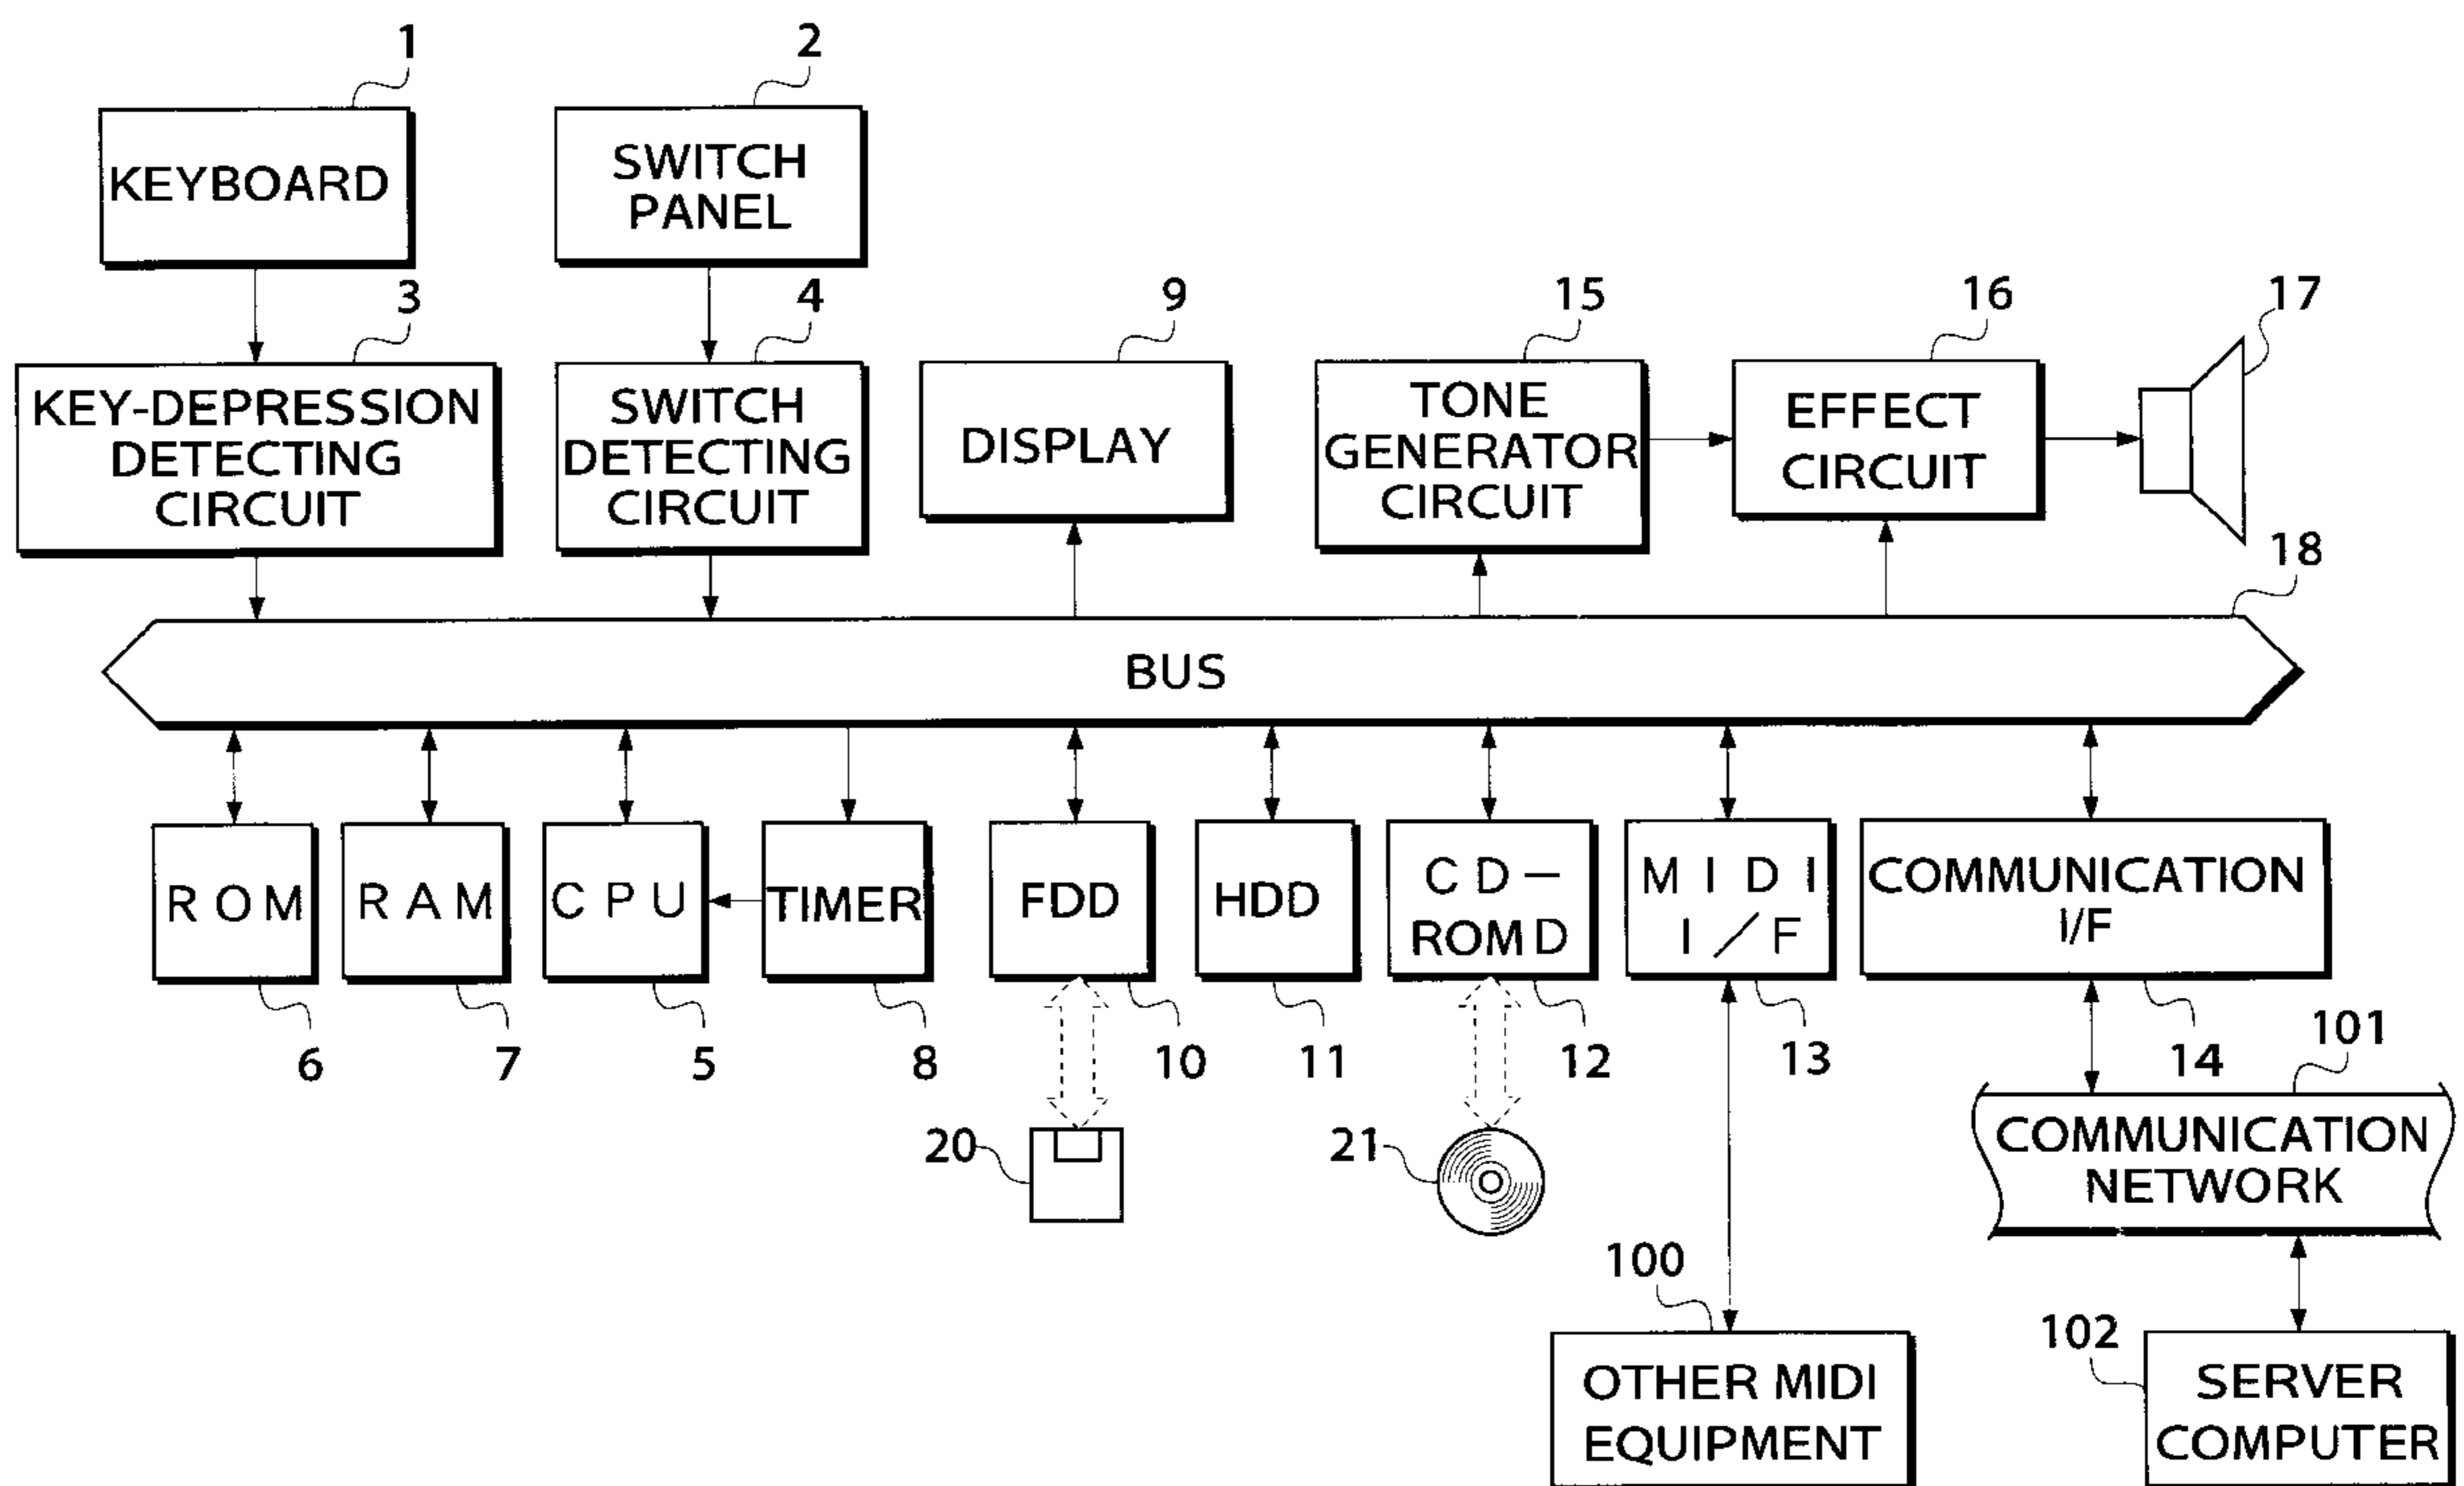 1
2
KEYBOARD
SWITCH
PANEL
3
4
9
15
16
17
KEY-DEPRESSION
DETECTING
CIRCUIT
SWITCH
DETECTING
CIRCUIT
DISPLAY
TONE
GENERATOR
CIRCUIT
EFFECT
CIRCUIT
18
BUS
ROM
RAM
CPU
TIMER
FDD
HDD
CD-
ROMD
MIDI
I/F
COMMUNICATION
I/F
6
7
5
8
10
11
12
13
14
101
20
21
COMMUNICATION
NETWORK
100
102
OTHER MIDI
EQUIPMENT
SERVER
COMPUTER